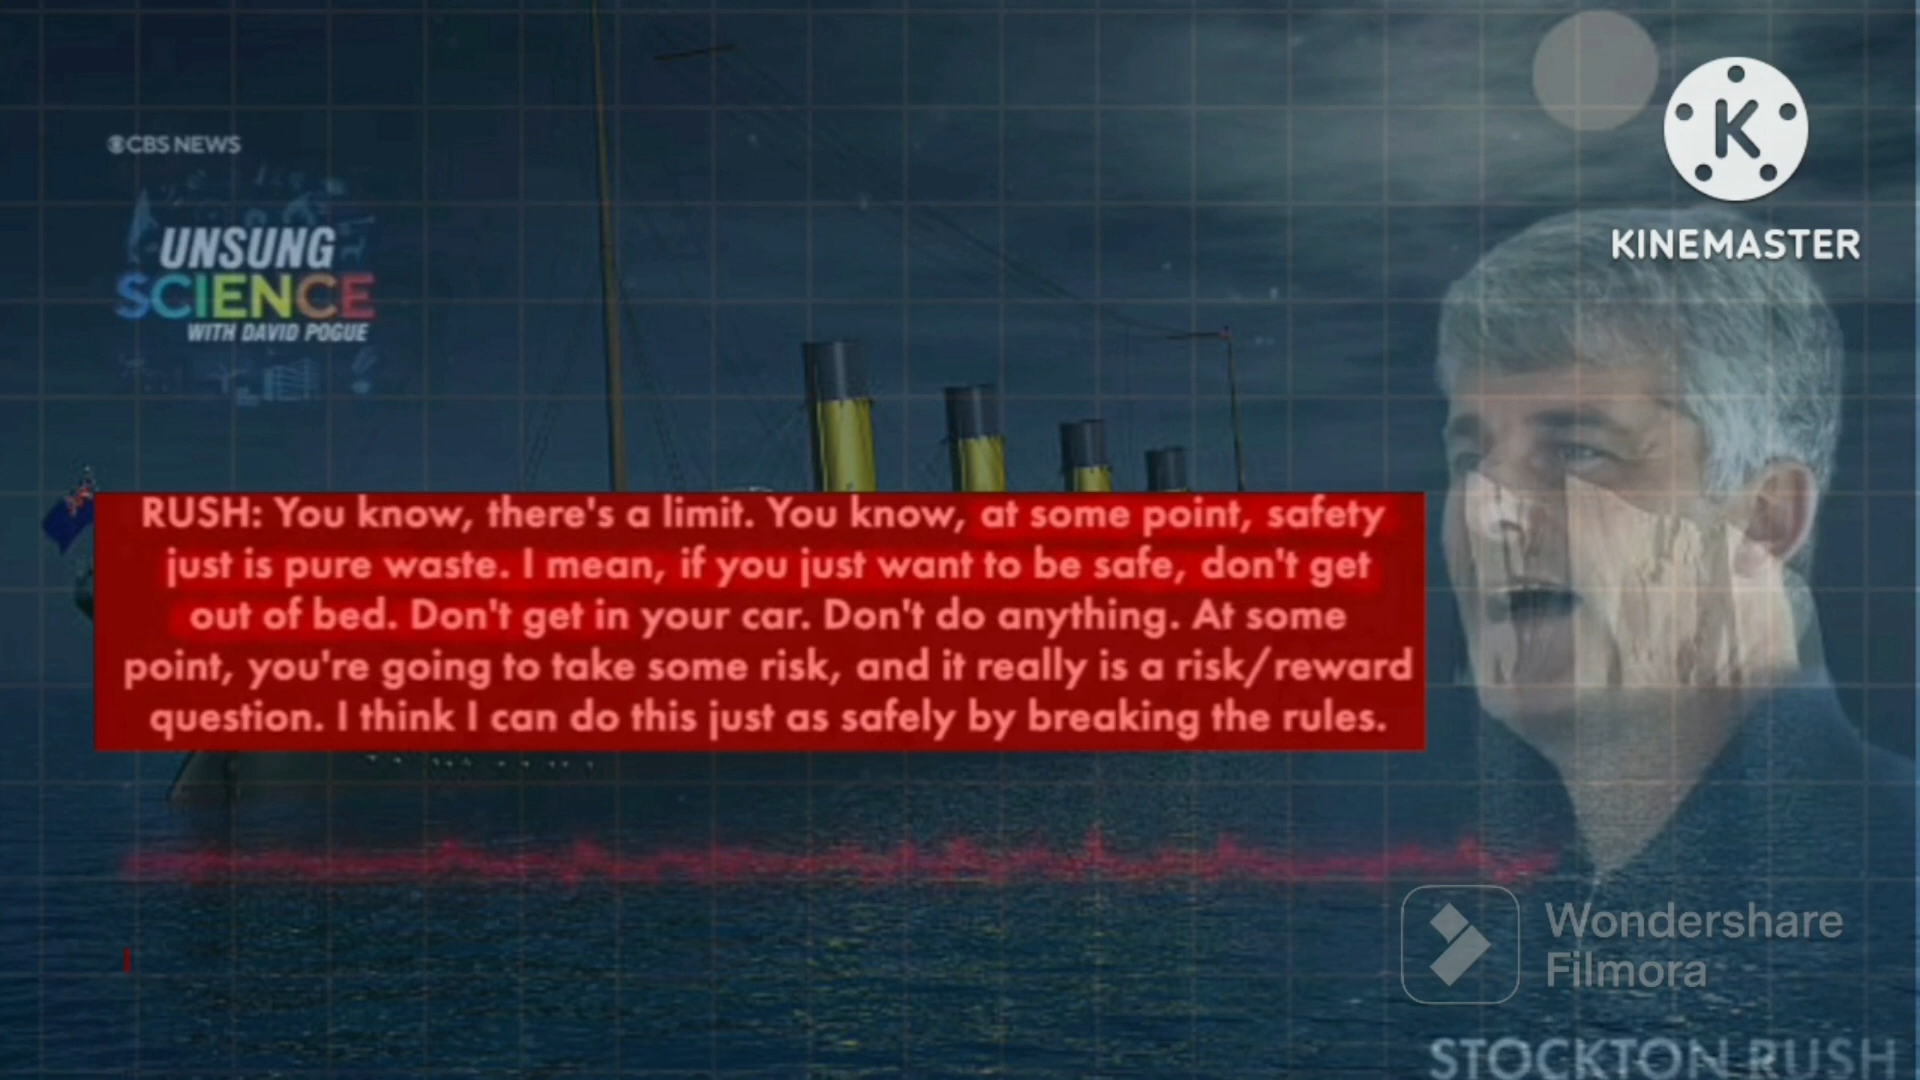 CBS NEWS
UNSUNG
SCIENCE
WITH DAVID POGUE
K
KINEMASTER
RUSH: You know, there's a limit. You know, at some point, safety
just is pure waste. I mean, if you just want to be safe, don't get
out of bed. Don't get in your car. Don't do anything. At some
point, you're going to take some risk, and it really is a risk/reward
question. I think I can do this just as safely by breaking the rules.
Wondershare
Filmora
STOCKTON RUSH